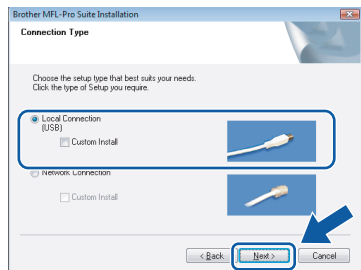 Brother MFL-Pro Suite Installation
Connection Type
Choose the setup type that best suits your needs.
Click the type of Setup you require.
Local Connection
(USB)
Custom Install
Network Connection
Custom Install
< Back
Next >
Cancel